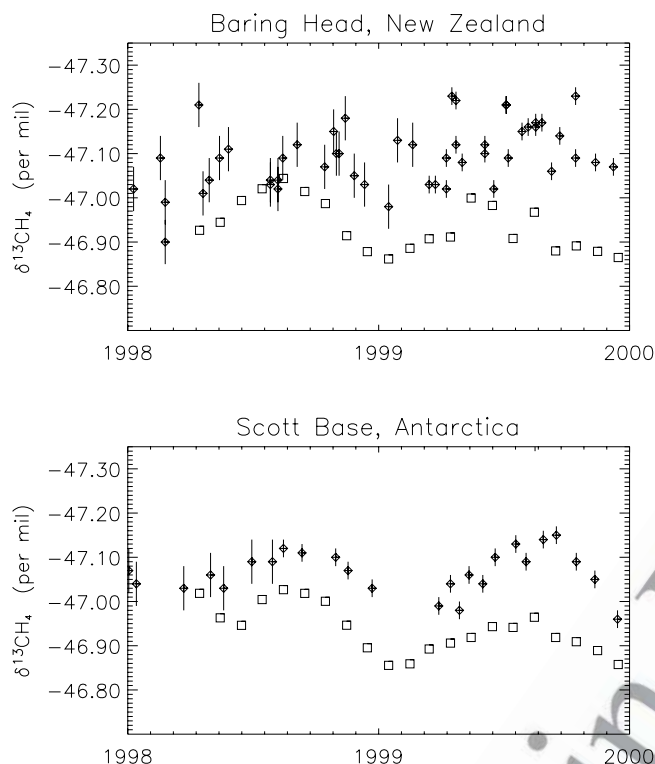 Baring Head, New Zealand
−47.30
−47.20
−47.10
−47.00
−46.90
−46.80
δ¹³CH₄ (per mil)
1998 1999 2000
Scott Base, Antarctica
−47.30
−47.20
−47.10
−47.00
−46.90
−46.80
δ¹³CH₄ (per mil)
1998 1999 2000